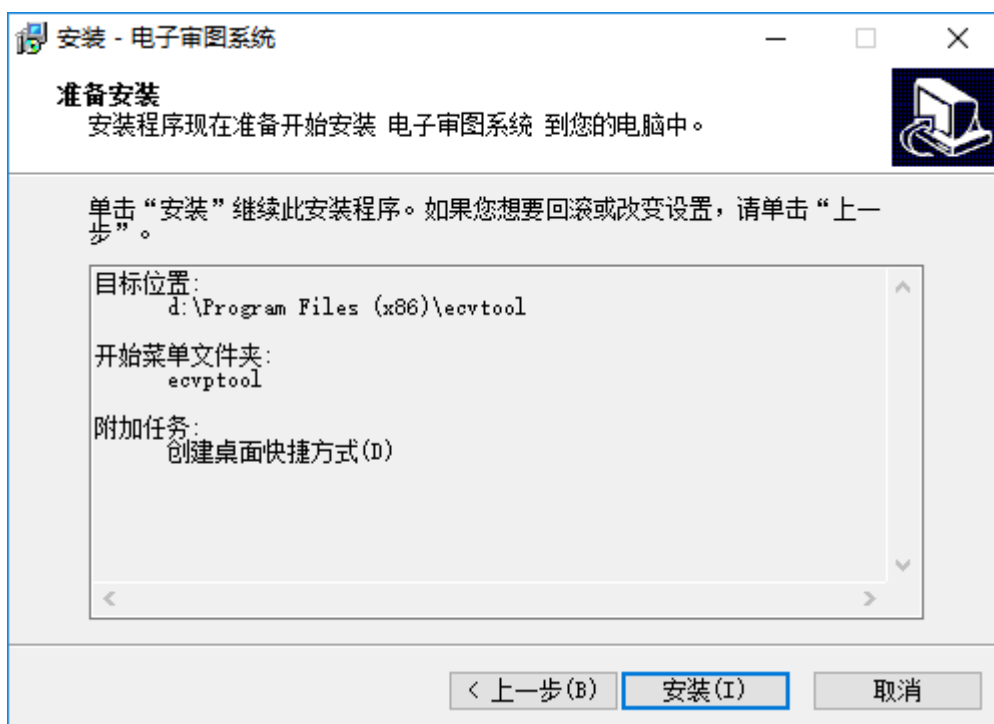 安装 - 电子审图系统
准备安装
安装程序现在准备开始安装 电子审图系统 到您的电脑中。
单击“安装”继续此安装程序。如果您想要回滚或改变设置，请单击“上一
步”。
目标位置:
d:\Program Files (x86)\ecvtool
开始菜单文件夹:
ecvptool
附加任务:
创建桌面快捷方式(D)
< 上一步(B)
安装(I)
取消